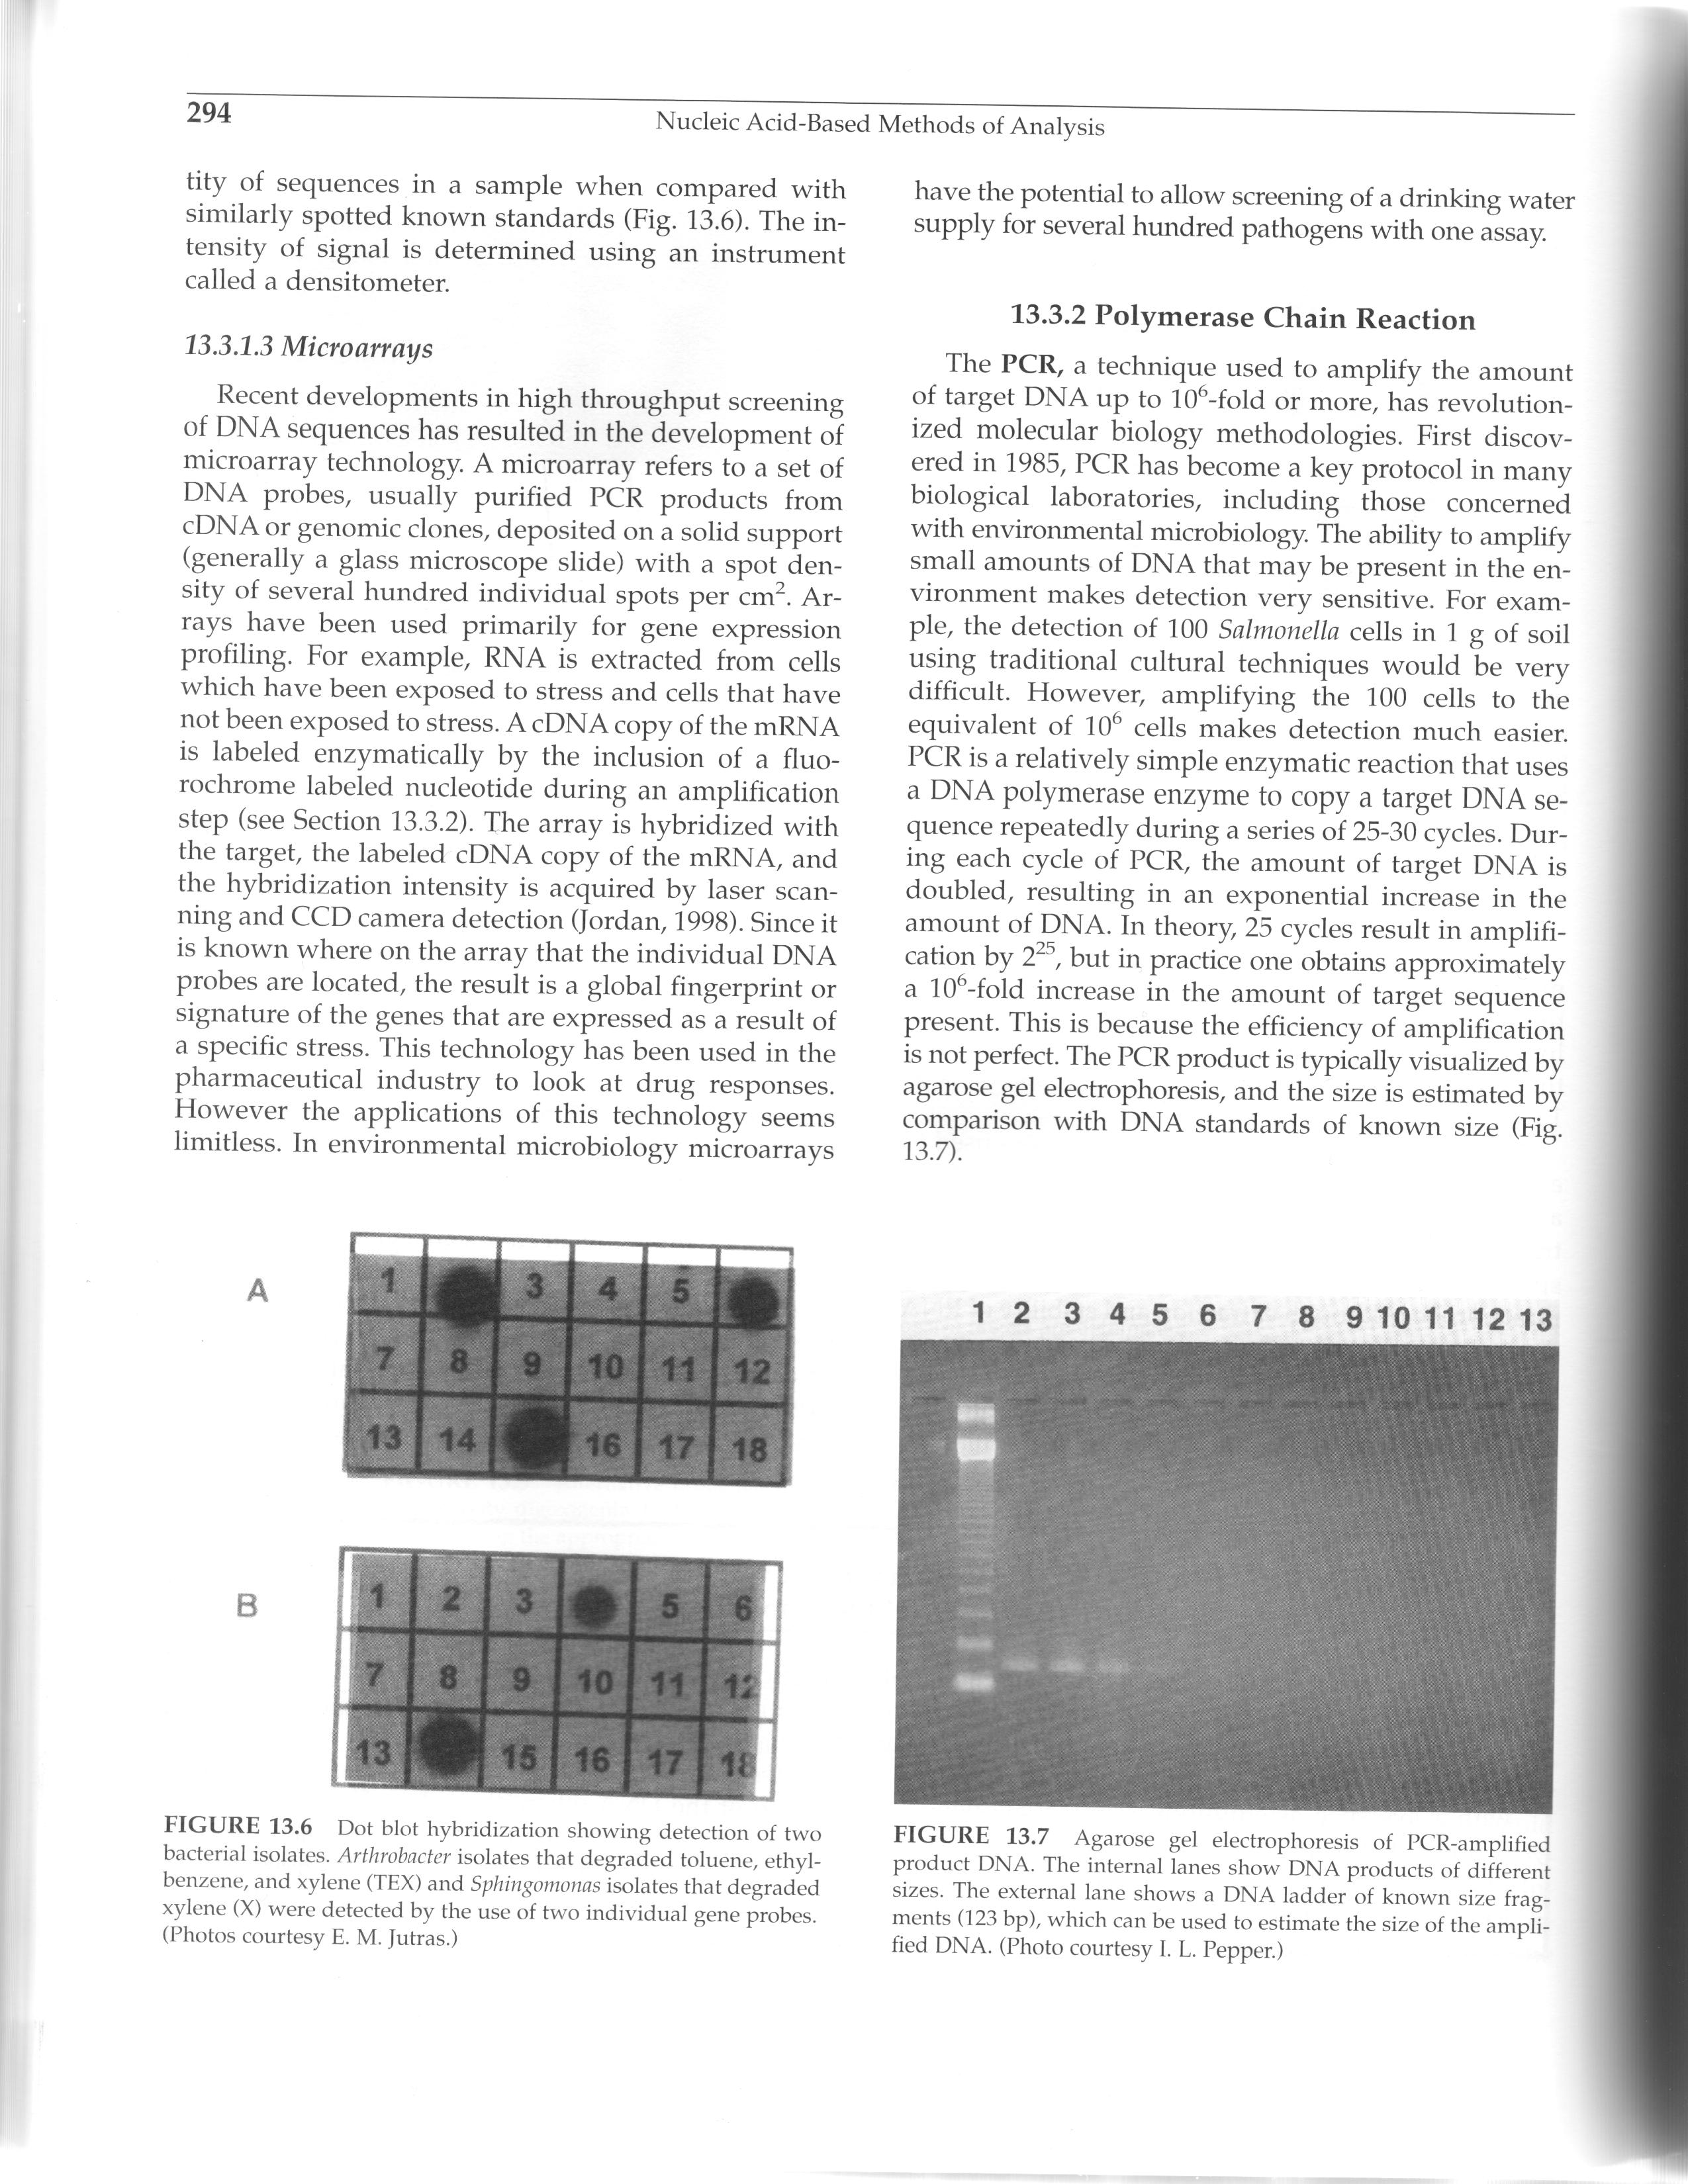 294
Nucleic Acid-Based Methods of Analysis
tity of sequences in a sample when compared with
similarly spotted known standards (Fig. 13.6). The in-
tensity of signal is determined using an instrument
called a densitometer.
13.3.1.3 Microarrays
Recent developments in high throughput screening
of DNA sequences has resulted in the development of
microarray technology. A microarray refers to a set of
DNA probes, usually purified PCR products from
cDNA or genomic clones, deposited on a solid support
(generally a glass microscope slide) with a spot den-
sity of several hundred individual spots per cm². Ar-
rays have been used primarily for gene expression
profiling. For example, RNA is extracted from cells
which have been exposed to stress and cells that have
not been exposed to stress. A cDNA copy of the mRNA
is labeled enzymatically by the inclusion of a fluo-
rochrome labeled nucleotide during an amplification
step (see Section 13.3.2). The array is hybridized with
the target, the labeled cDNA copy of the mRNA, and
the hybridization intensity is acquired by laser scan-
ning and CCD camera detection (Jordan, 1998). Since it
is known where on the array that the individual DNA
probes are located, the result is a global fingerprint or
signature of the genes that are expressed as a result of
a specific stress. This technology has been used in the
pharmaceutical industry to look at drug responses.
However the applications of this technology seems
limitless. In environmental microbiology microarrays
have the potential to allow screening of a drinking water
supply for several hundred pathogens with one assay.
13.3.2 Polymerase Chain Reaction
The PCR, a technique used to amplify the amount
of target DNA up to 10⁶-fold or more, has revolution-
ized molecular biology methodologies. First discov-
ered in 1985, PCR has become a key protocol in many
biological laboratories, including those concerned
with environmental microbiology. The ability to amplify
small amounts of DNA that may be present in the en-
vironment makes detection very sensitive. For exam-
ple, the detection of 100 Salmonella cells in 1 g of soil
using traditional cultural techniques would be very
difficult. However, amplifying the 100 cells to the
equivalent of 10⁶ cells makes detection much easier.
PCR is a relatively simple enzymatic reaction that uses
a DNA polymerase enzyme to copy a target DNA se-
quence repeatedly during a series of 25-30 cycles. Dur-
ing each cycle of PCR, the amount of target DNA is
doubled, resulting in an exponential increase in the
amount of DNA. In theory, 25 cycles result in amplifi-
cation by 2²⁵, but in practice one obtains approximately
a 10⁶-fold increase in the amount of target sequence
present. This is because the efficiency of amplification
is not perfect. The PCR product is typically visualized by
agarose gel electrophoresis, and the size is estimated by
comparison with DNA standards of known size (Fig.
13.7).
A
1 3 4 5
7 8 9 10 11 12
13 14 16 17 18
B
1 2 3 5 6
7 8 9 10 11 12
13 15 16 17 18
FIGURE 13.6 Dot blot hybridization showing detection of two
bacterial isolates. Arthrobacter isolates that degraded toluene, ethyl-
benzene, and xylene (TEX) and Sphingomonas isolates that degraded
xylene (X) were detected by the use of two individual gene probes.
(Photos courtesy E. M. Jutras.)
1 2 3 4 5 6 7 8 9 10 11 12 13
FIGURE 13.7 Agarose gel electrophoresis of PCR-amplified
product DNA. The internal lanes show DNA products of different
sizes. The external lane shows a DNA ladder of known size frag-
ments (123 bp), which can be used to estimate the size of the ampli-
fied DNA. (Photo courtesy I. L. Pepper.)